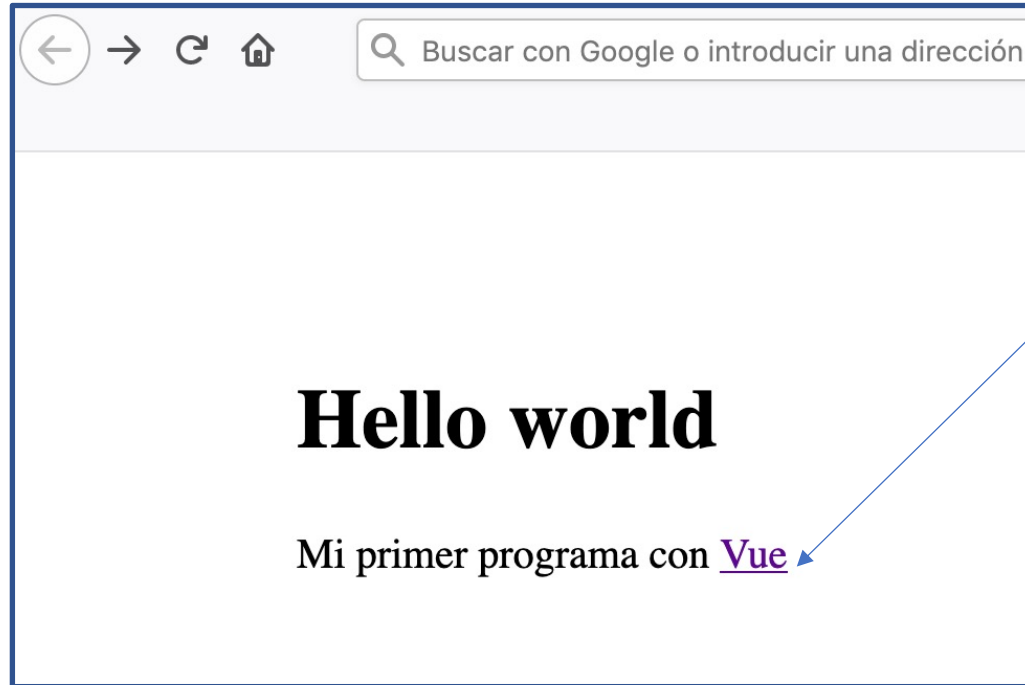 Buscar con Google o introducir una dirección
Hello world
Mi primer programa con Vue